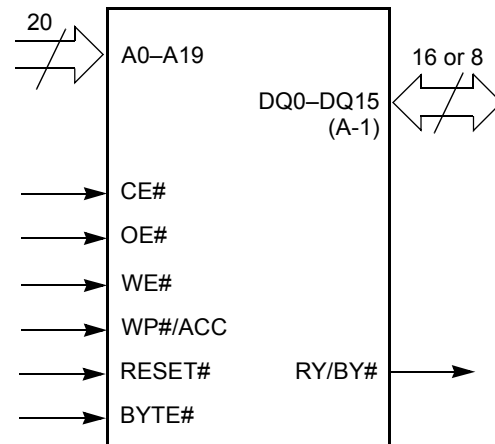 20
A0–A19
16 or 8
DQ0–DQ15
(A-1)
CE#
OE#
WE#
WP#/ACC
RESET# RY/BY#
BYTE#